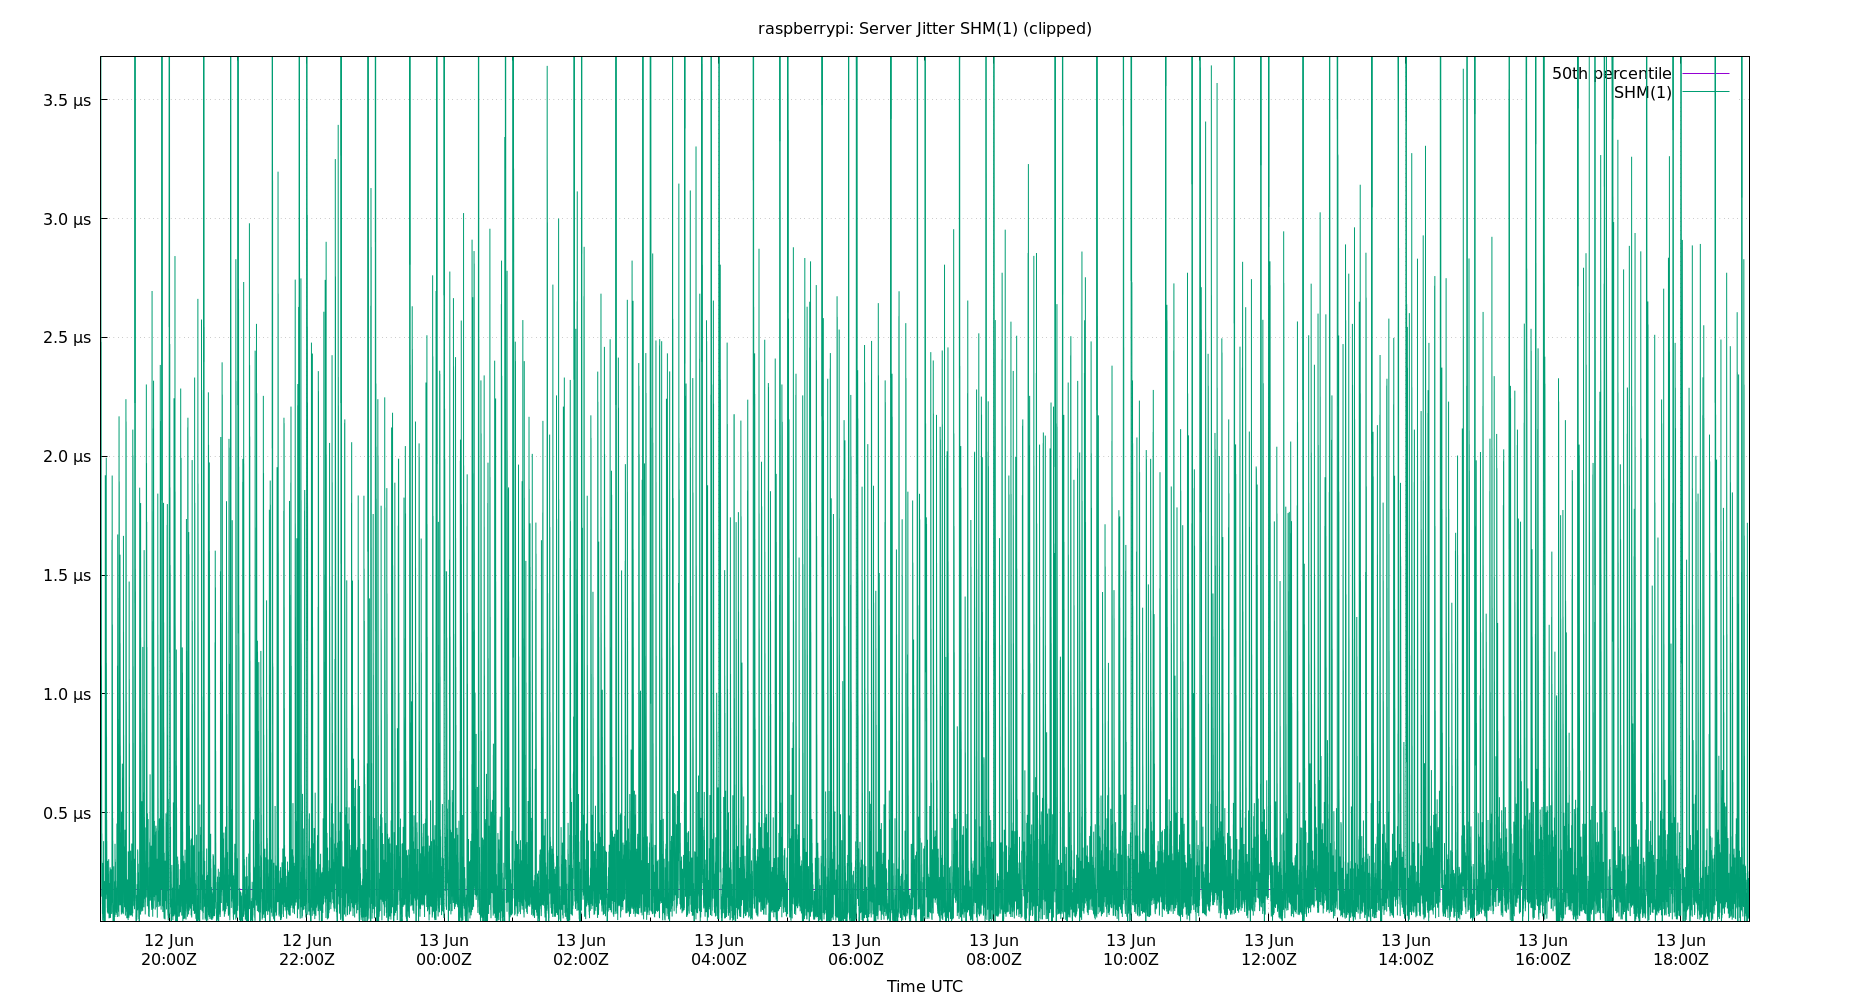 raspberrypi: Server Jitter SHM(1) (clipped)
50th percentile
SHM(1)
3.5 µs
3.0 µs
2.5 µs
2.0 µs
1.5 µs
1.0 µs
0.5 µs
12 Jun 12 Jun 13 Jun 13 Jun 13 Jun 13 Jun 13 Jun 13 Jun 13 Jun 13 Jun 13 Jun 13 Jun
20:00Z 22:00Z 00:00Z 02:00Z 04:00Z 06:00Z 08:00Z 10:00Z 12:00Z 14:00Z 16:00Z 18:00Z
Time UTC